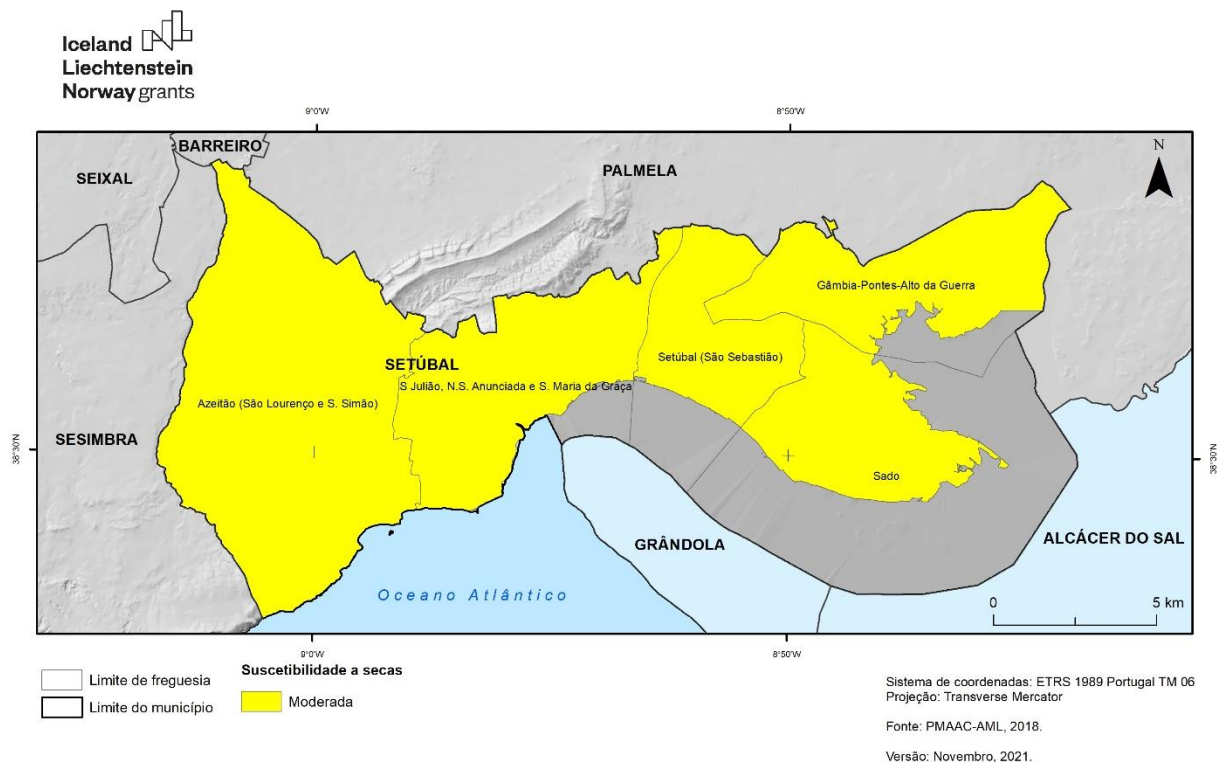 Iceland
Liechtenstein
Norway grants
9°0'W
8°50'W
BARREIRO
SEIXAL
PALMELA
N
Gâmbia-Pontes-Alto da Guerra
SETÚBAL
Setúbal (São Sebastião)
S Julião, N.S. Anunciada e S. Maria da Graça
Azeitão (São Lourenço e S. Simão)
SESIMBRA
38°30'N
38°30'N
Sado
GRÂNDOLA
ALCÁCER DO SAL
Oceano Atlântico
0 5 km
9°0'W
8°50'W
Limite de freguesia
Limite do município
Suscetibilidade a secas
Moderada
Sistema de coordenadas: ETRS 1989 Portugal TM 06
Projeção: Transverse Mercator
Fonte: PMAAC-AML, 2018.
Versão: Novembro, 2021.